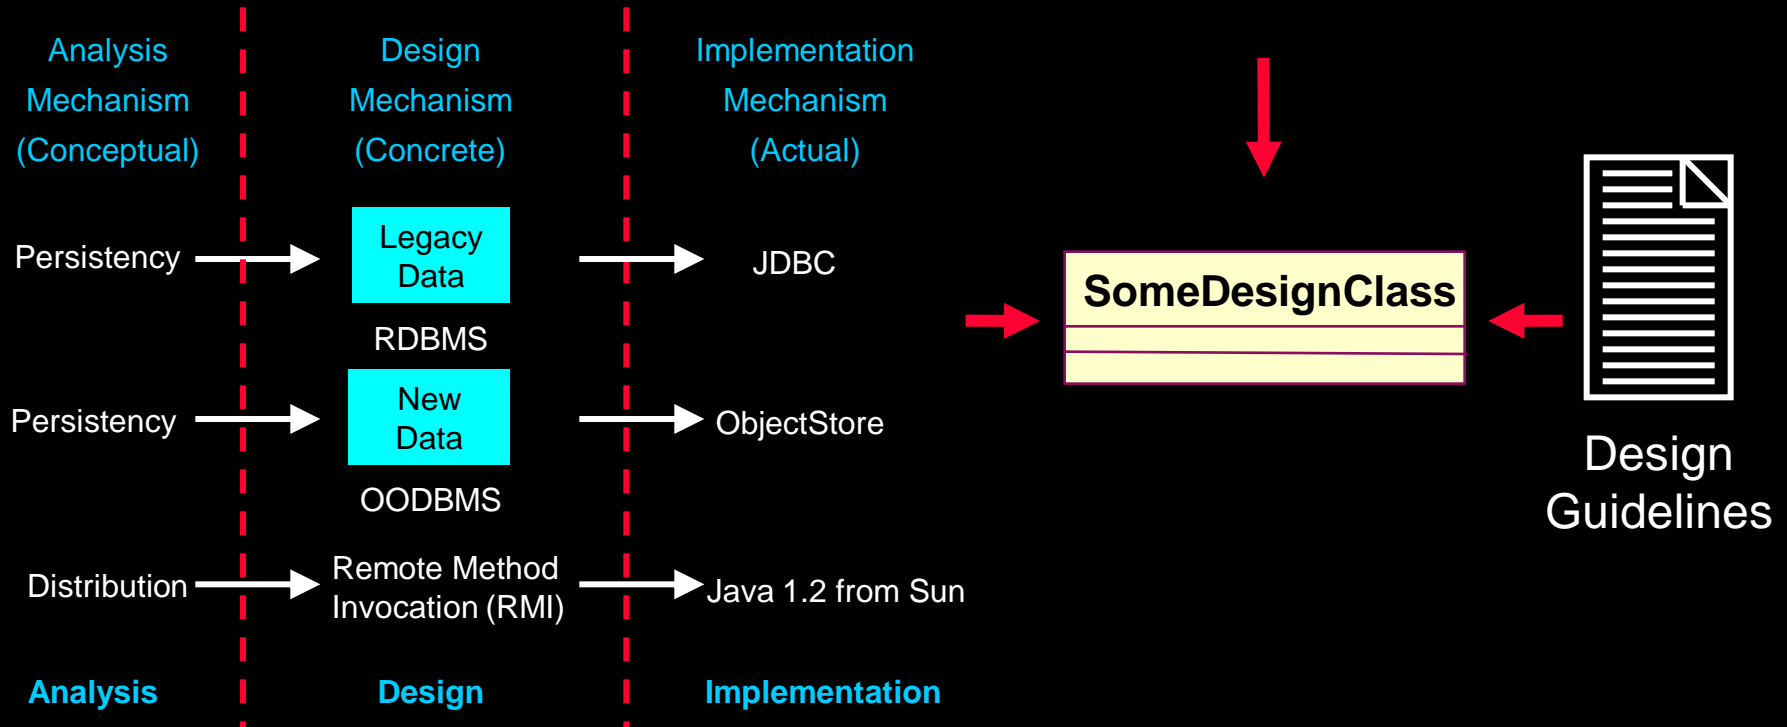 Analysis
Mechanism
(Conceptual)
Design
Mechanism
(Concrete)
Implementation
Mechanism
(Actual)
Persistency
Legacy
Data
RDBMS
JDBC
Persistency
New
Data
OODBMS
ObjectStore
Distribution
Remote Method
Invocation (RMI)
Java 1.2 from Sun
Analysis
Design
Implementation
SomeDesignClass
Design
Guidelines